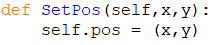 def SetPos(self,x,y):
    self.pos = (x,y)